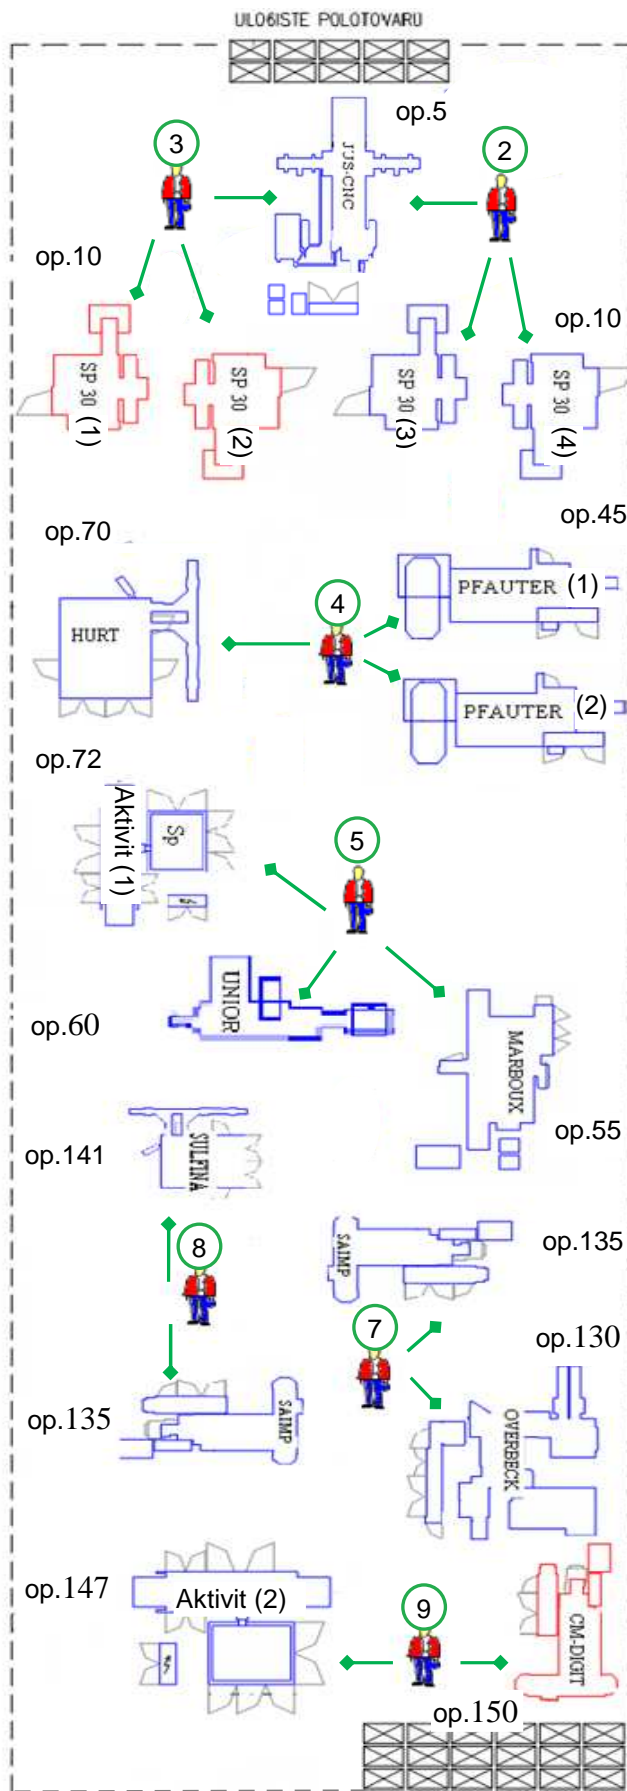 ULO6ISTE POLOTOVARU
op.5
3
2
JJS-CNC
op.10
op.10
SP 30 (1)
SP 30 (2)
SP 30 (3)
SP 30 (4)
op.45
op.70
4
PFAUTER (1)
HURT
PFAUTER (2)
op.72
Aktivit (1)
Sp
5
UNIOR
op.60
MARBOUX
op.55
SULFINA
op.141
8
SAIMP
op.135
7
op.130
op.135
SAIMP
OVERBECK
op.147
Aktivit (2)
9
CM-DIGIT
op.150